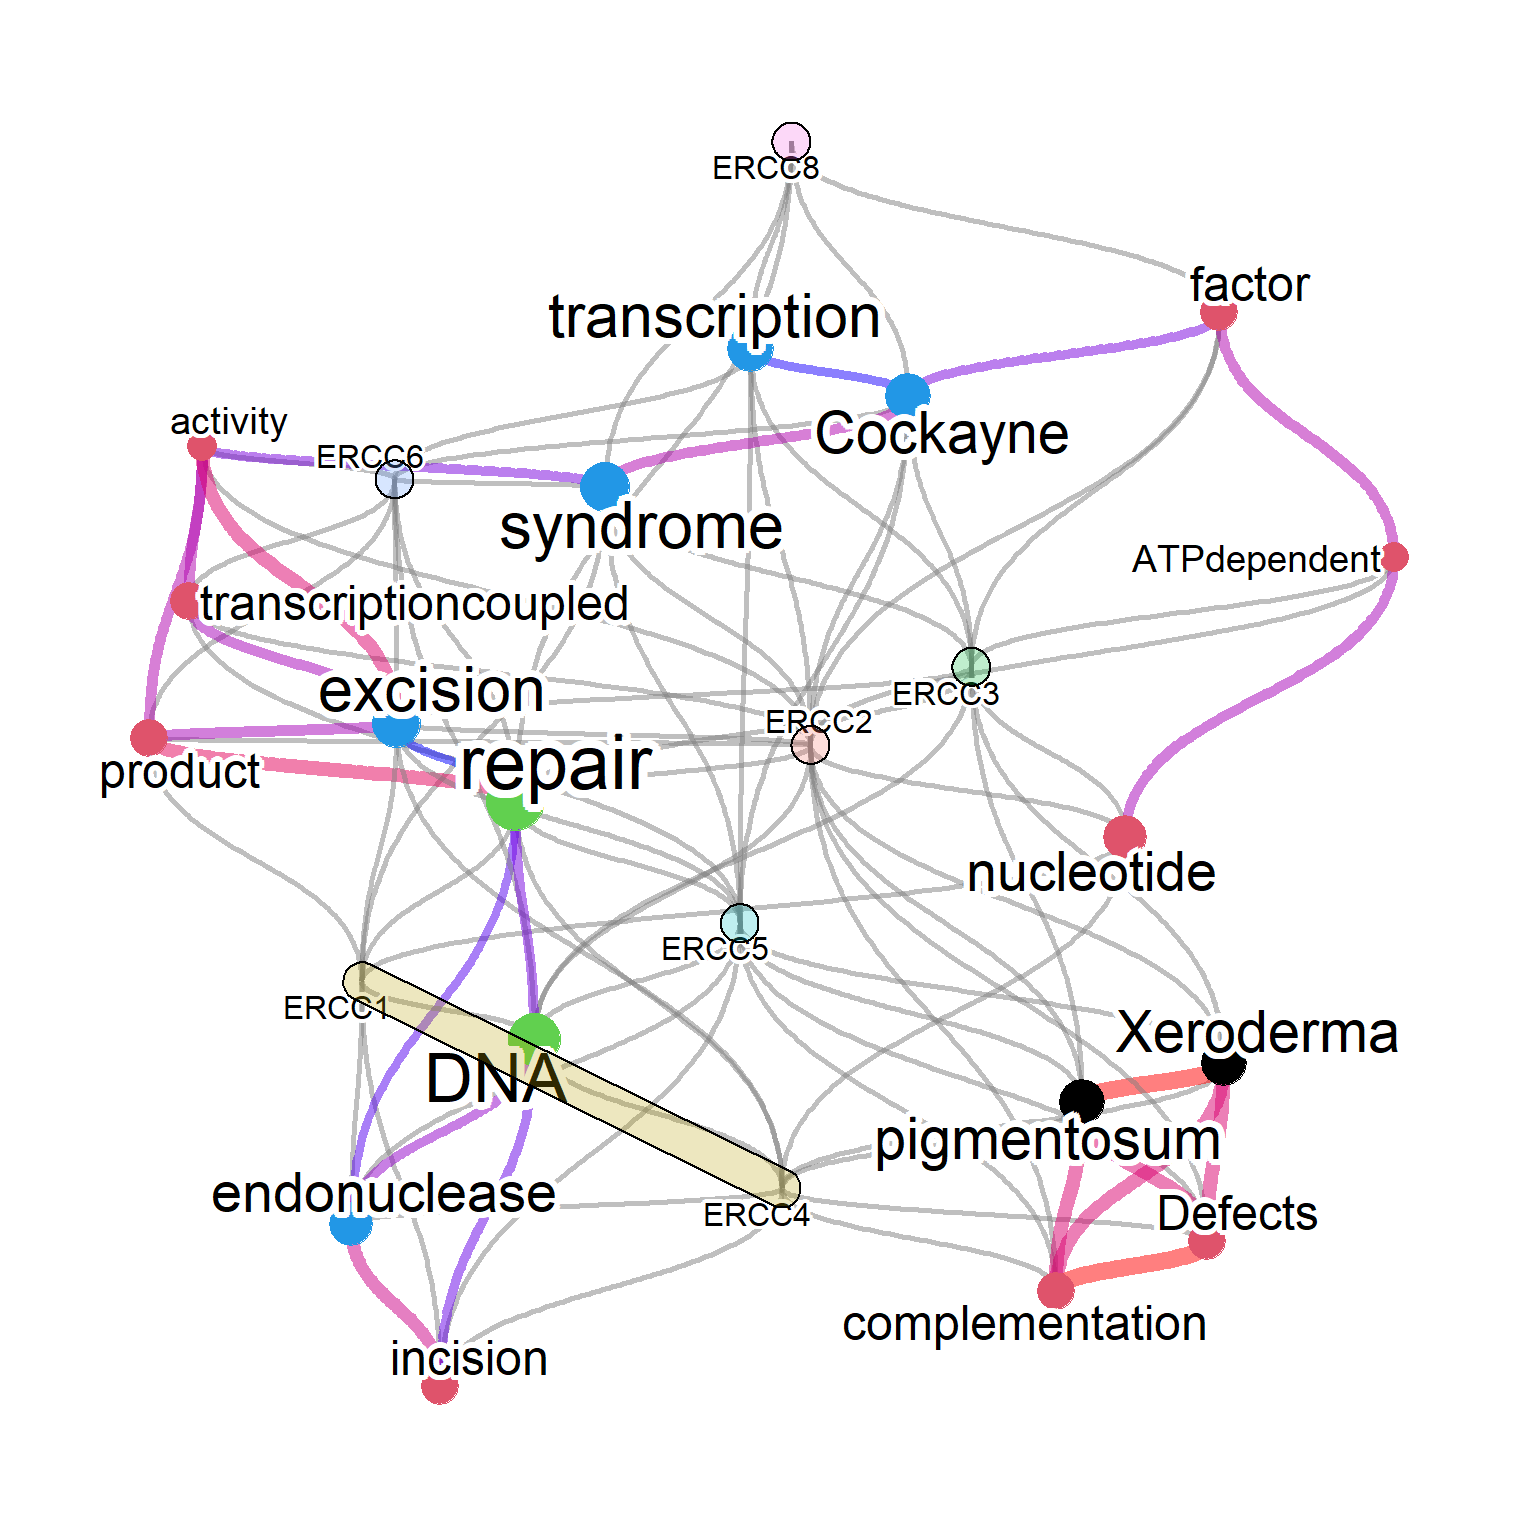 ERCC8
factor
transcription
activity
Cockayne
ERCC6
syndrome
ATPdependent
transcriptioncoupled
excision
ERCC3
ERCC2
repair
product
nucleotide
ERCC5
ERCC1
Xeroderma
DNA
pigmentosum
endonuclease
ERCC4
Defects
complementation
incision